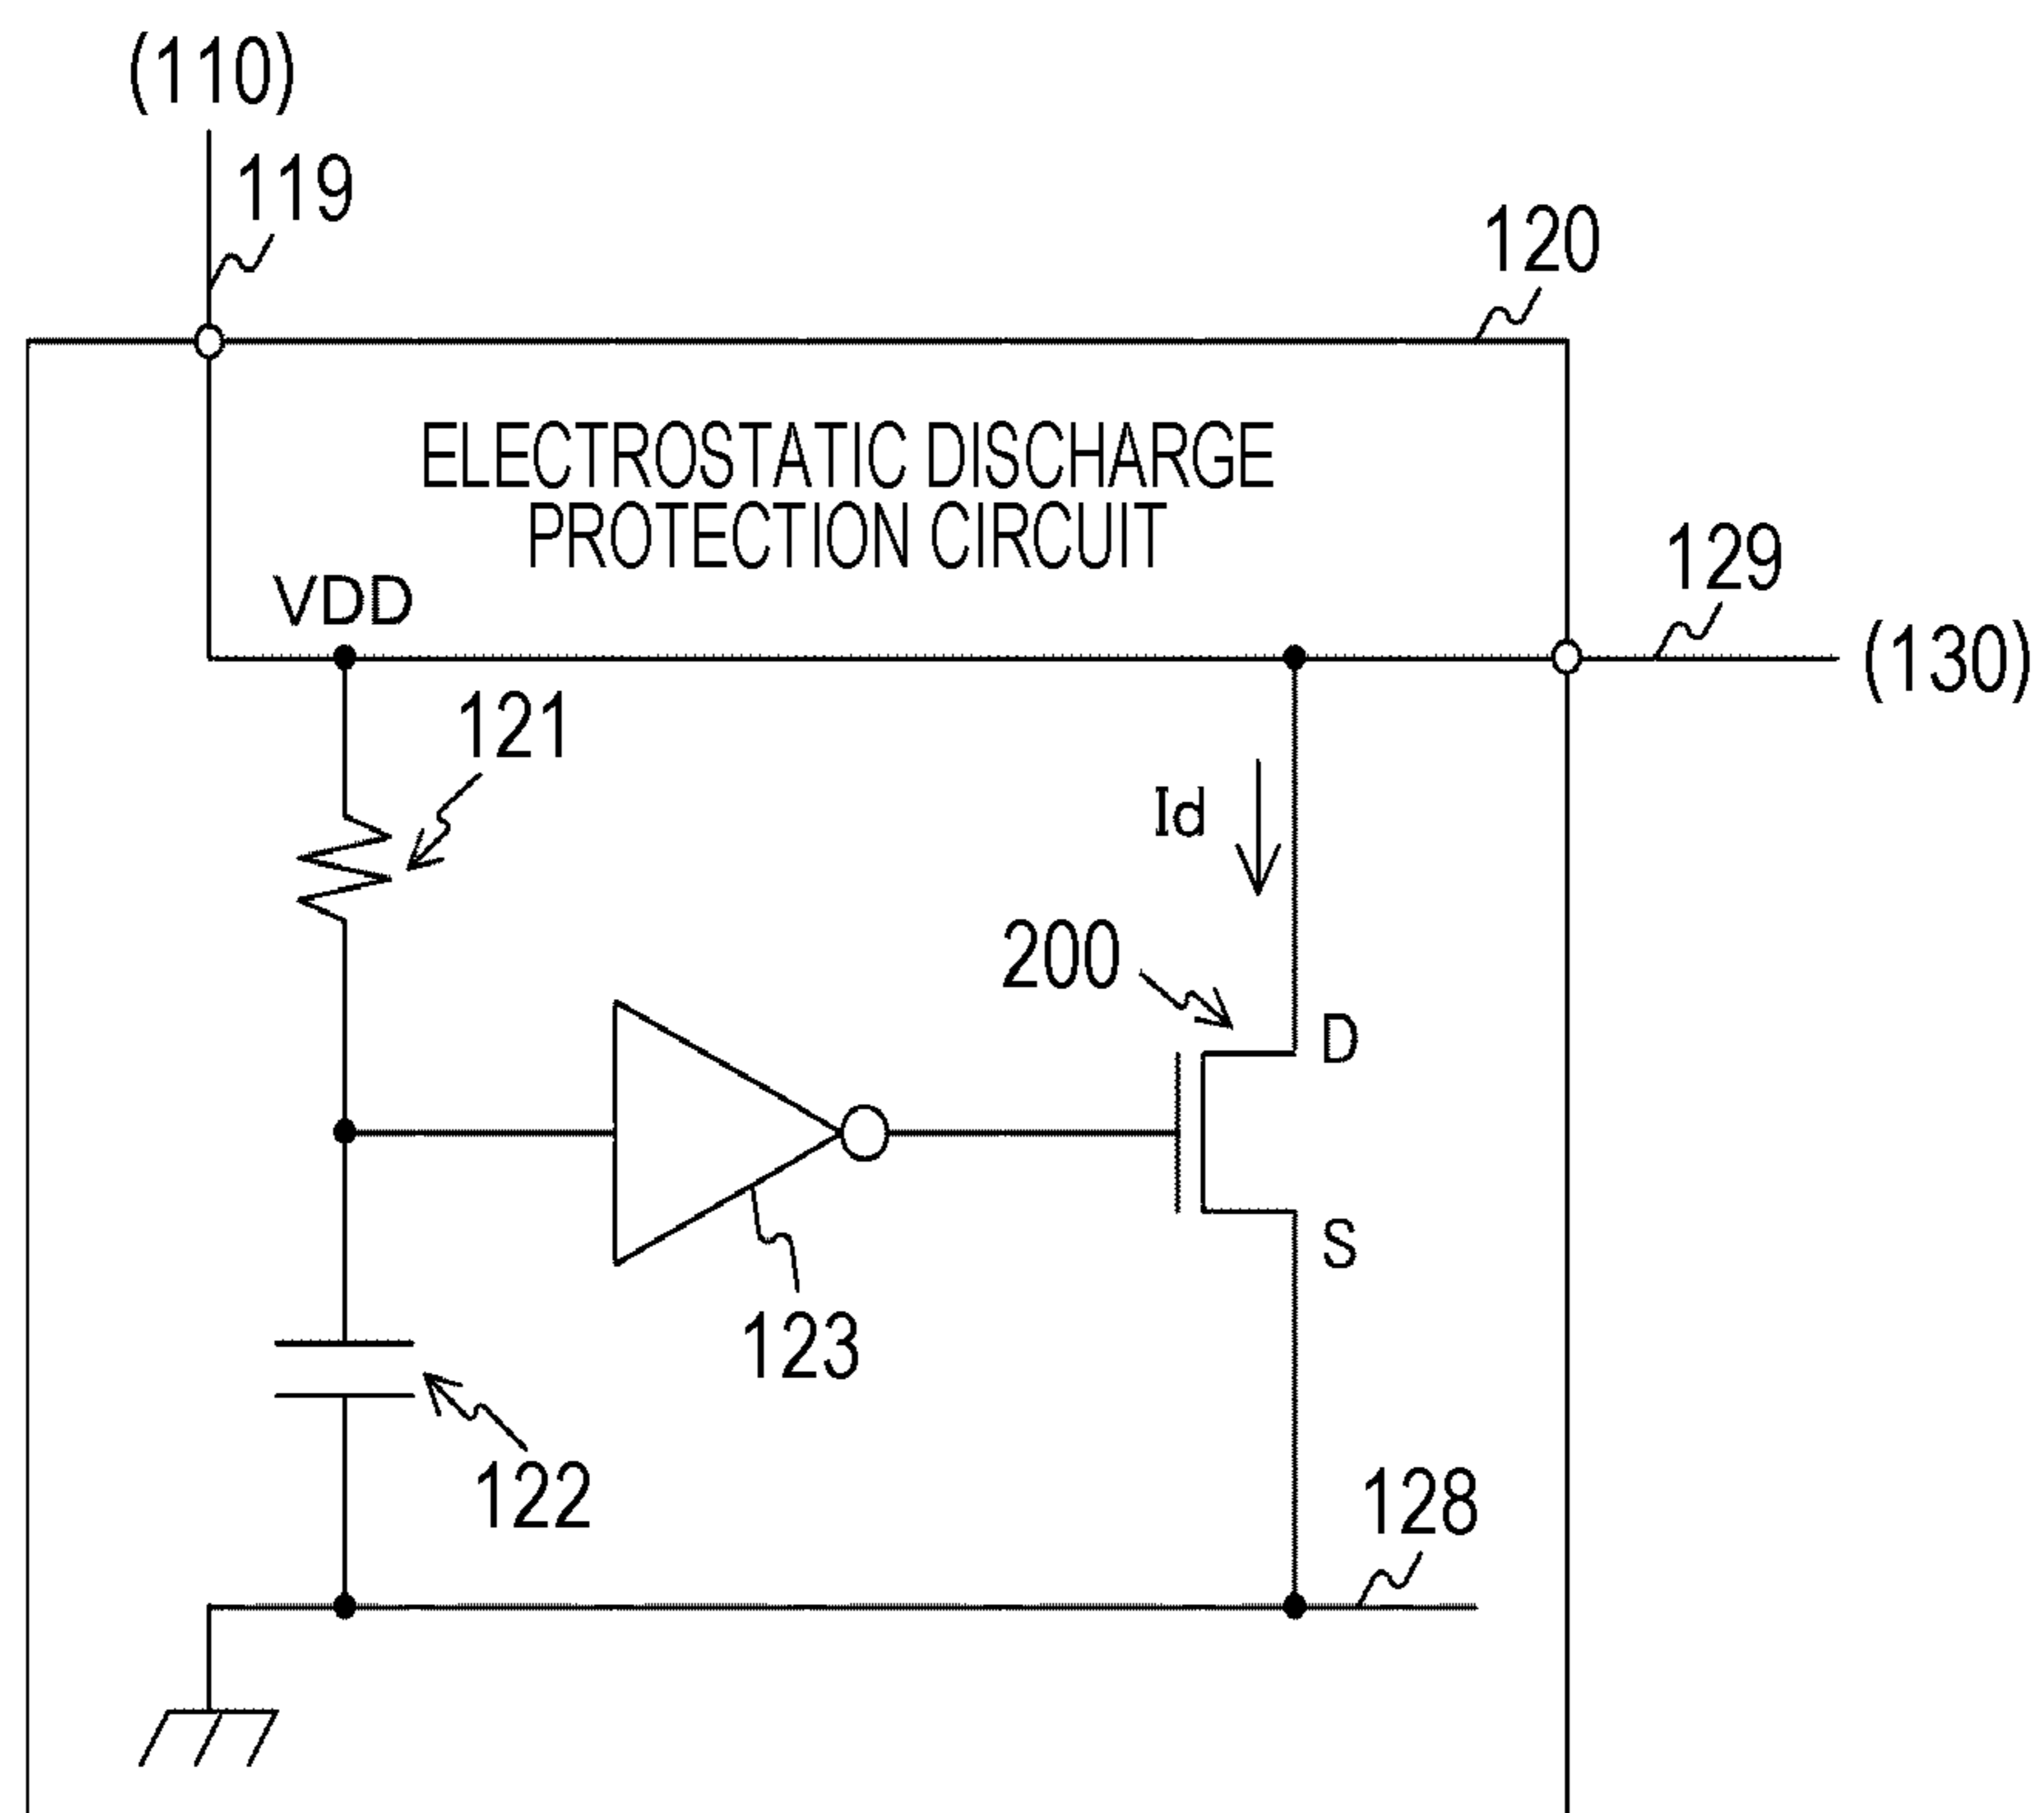 (110)
119
120
ELECTROSTATIC DISCHARGE
PROTECTION CIRCUIT
129
VDD
(130)
121
Id
200
D
S
123
122
128